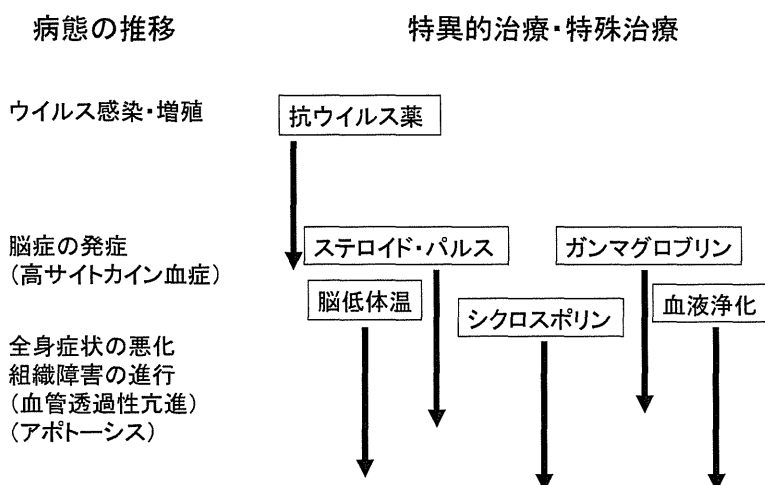 病態の推移
特異的治療・特殊治療
ウイルス感染・増殖
抗ウイルス薬
脳症の発症
(高サイトカイン血症)
ステロイド・パルス
ガンマグロブリン
脳低体温
シクロスポリン
血液浄化
全身症状の悪化
組織障害の進行
(血管透過性亢進)
(アポトーシス)